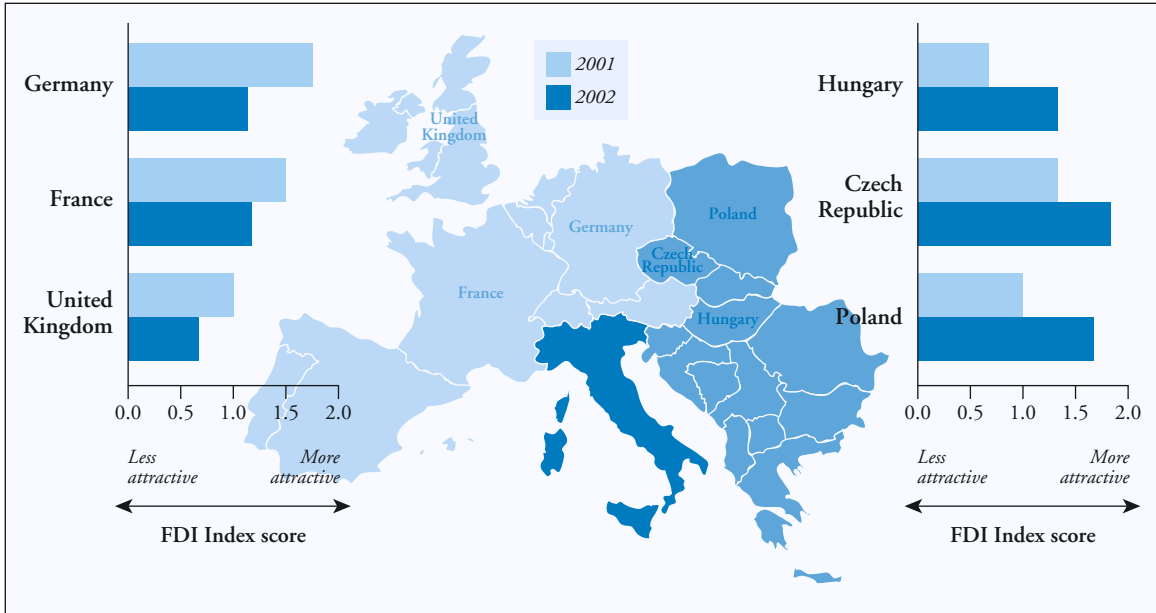 Germany
France
United
Kingdom
0.0 0.5 1.0 1.5 2.0
Less
attractive
More
attractive
FDI Index score
2001
2002
United
Kingdom
Germany
France
Poland
Czech
Republic
Hungary
Hungary
Czech
Republic
Poland
0.0 0.5 1.0 1.5 2.0
Less
attractive
More
attractive
FDI Index score